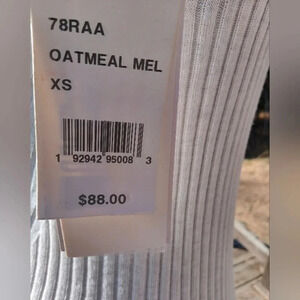 78RAA
OATMEAL MEL
XS
1 92942 95008 3
$88.00